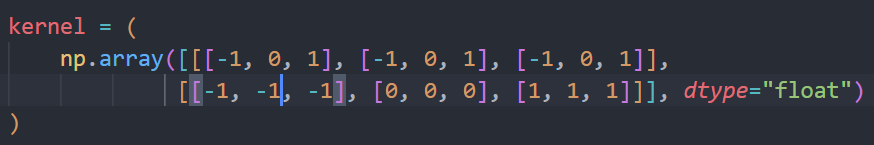 kernel = (
np.array([[[-1, 0, 1], [-1, 0, 1], [-1, 0, 1]],
[[-1, -1, -1], [0, 0, 0], [1, 1, 1]]], dtype="float")
)